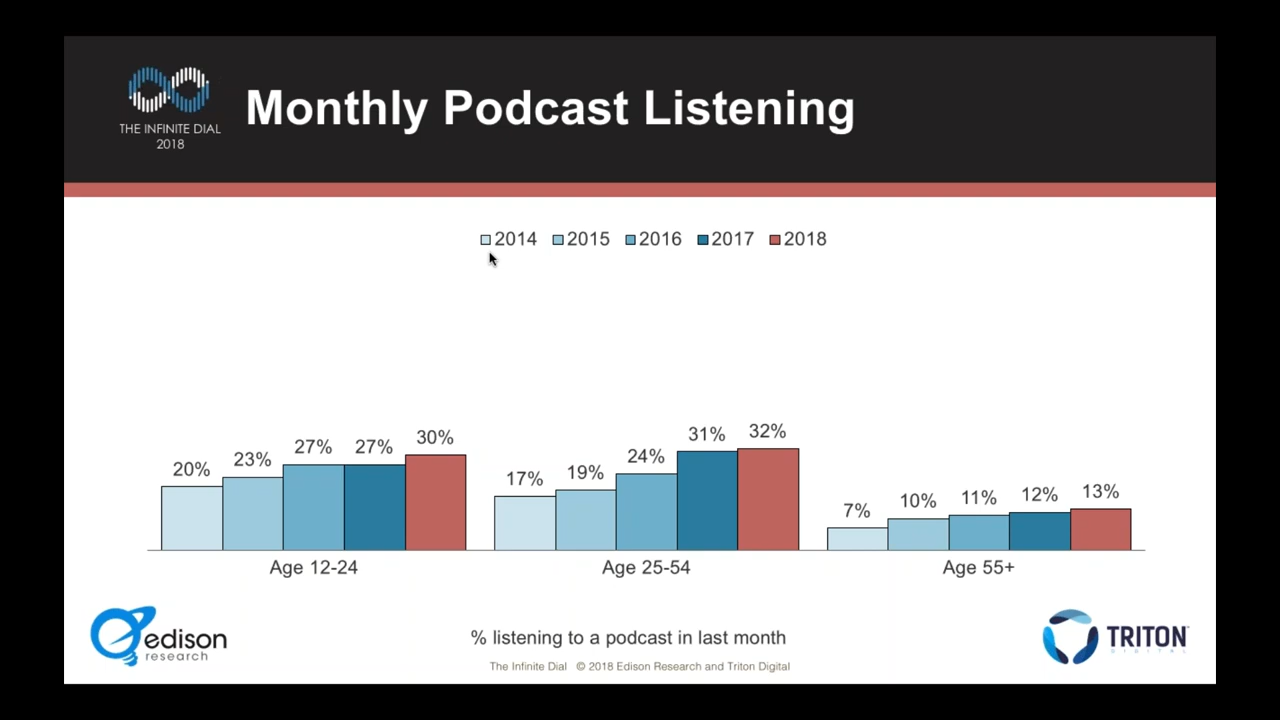 THE INFINITE DIAL
2018
Monthly Podcast Listening
2014 2015 2016 2017 2018
20% 23% 27% 27% 30%
17% 19% 24% 31% 32%
7% 10% 11% 12% 13%
Age 12-24 Age 25-54 Age 55+
edison
research
% listening to a podcast in last month
The Infinite Dial © 2018 Edison Research and Triton Digital
TRITON
DIGITAL